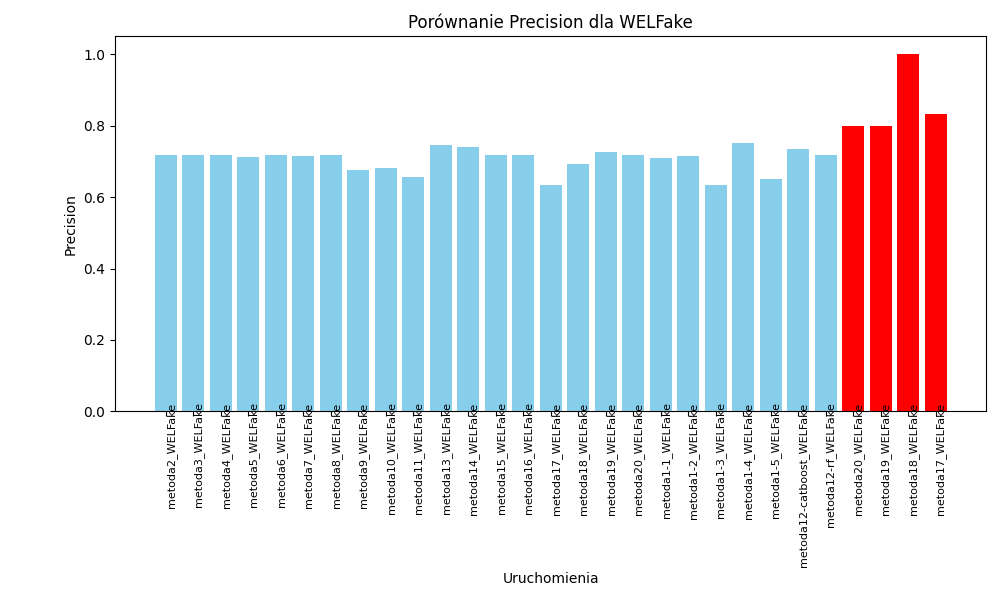 Porównanie Precision dla WELFake
Precision
1.0
0.8
0.6
0.4
0.2
0.0
metoda2_WELFake
metoda3_WELFake
metoda4_WELFake
metoda5_WELFake
metoda6_WELFake
metoda7_WELFake
metoda8_WELFake
metoda9_WELFake
metoda10_WELFake
metoda11_WELFake
metoda13_WELFake
metoda14_WELFake
metoda15_WELFake
metoda16_WELFake
metoda17_WELFake
metoda18_WELFake
metoda19_WELFake
metoda20_WELFake
metoda1-1_WELFake
metoda1-2_WELFake
metoda1-3_WELFake
metoda1-4_WELFake
metoda1-5_WELFake
metoda12-catboost_WELFake
metoda12-rf_WELFake
metoda20_WELFake
metoda19_WELFake
metoda18_WELFake
metoda17_WELFake
Uruchomienia